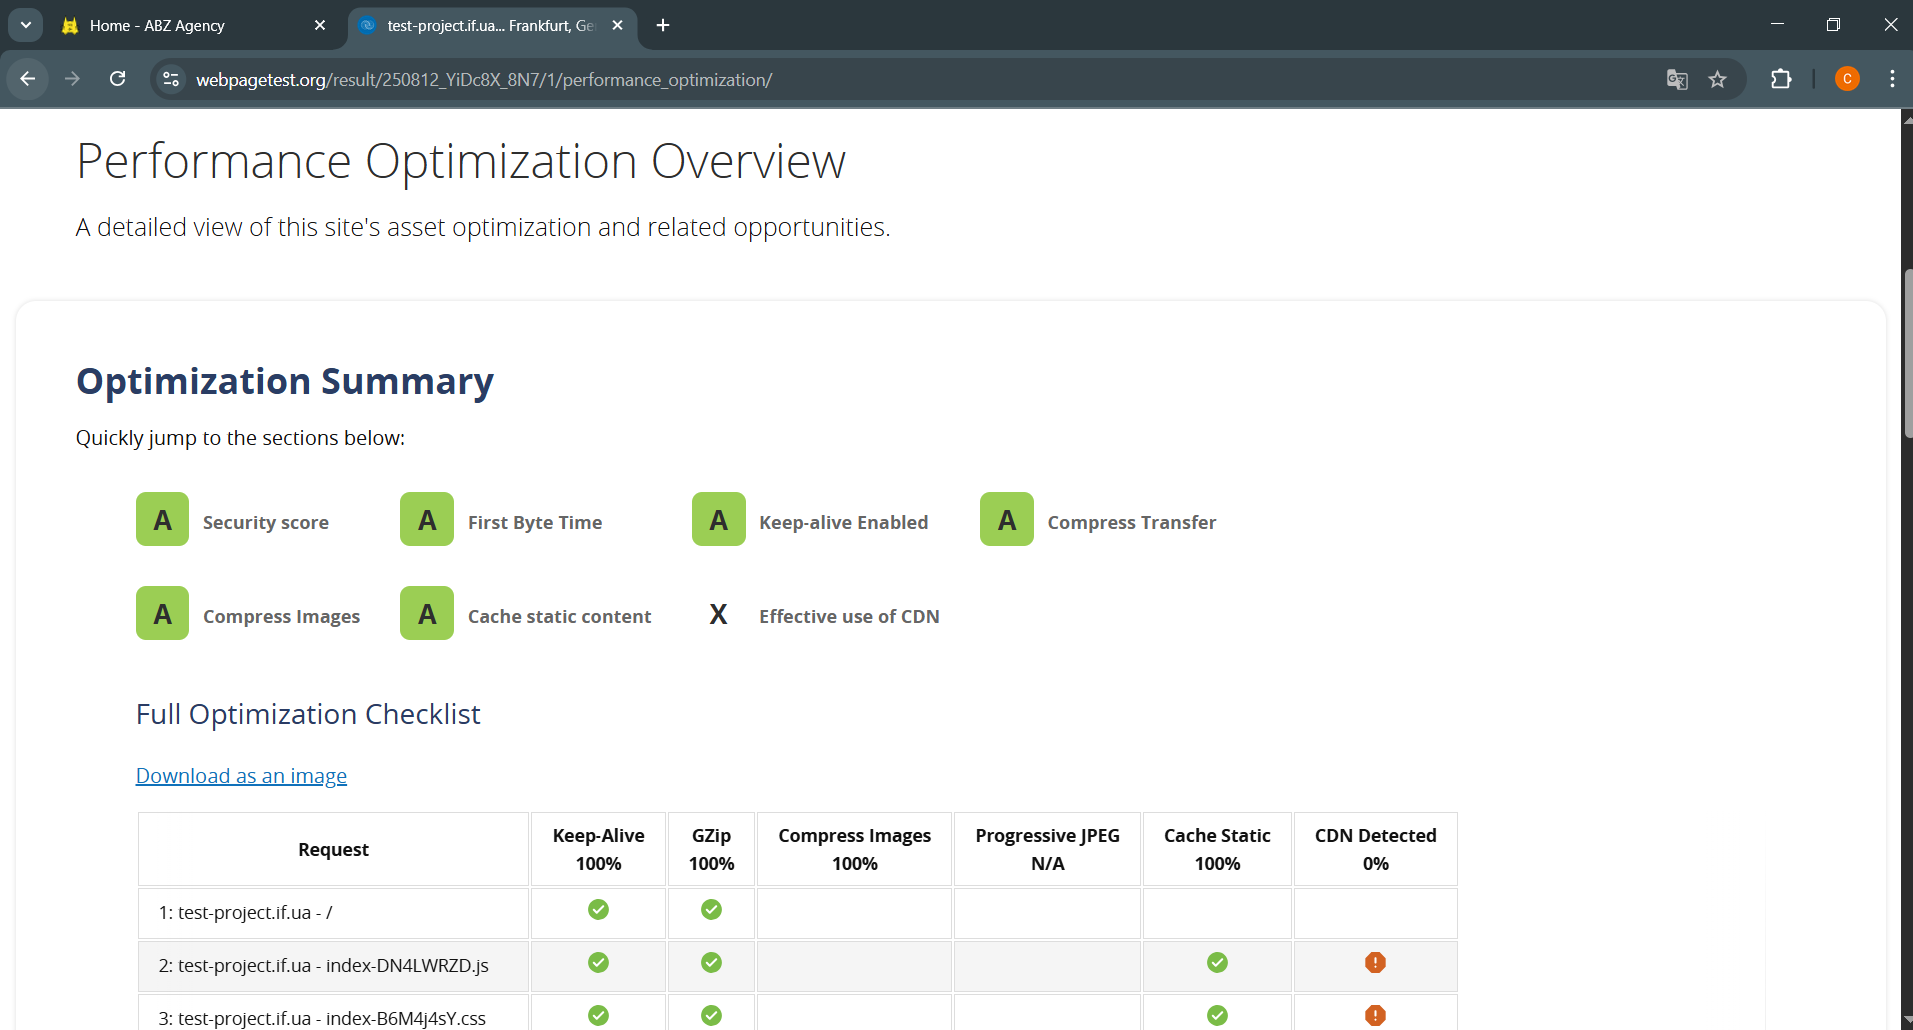 Home - ABZ Agency
test-project.if.ua... Frankfurt, Ge
webpagetest.org/result/250812_YiDc8X_8N7/1/performance_optimization/
C
Performance Optimization Overview
A detailed view of this site's asset optimization and related opportunities.
Optimization Summary
Quickly jump to the sections below:
A Security score
A First Byte Time
A Keep-alive Enabled
A Compress Transfer
A Compress Images
A Cache static content
X Effective use of CDN
Full Optimization Checklist
Download as an image
Request
Keep-Alive
100%
GZip
100%
Compress Images
100%
Progressive JPEG
N/A
Cache Static
100%
CDN Detected
0%
1: test-project.if.ua - /
2: test-project.if.ua - index-DN4LWRZD.js
3: test-project.if.ua - index-B6M4j4sY.css